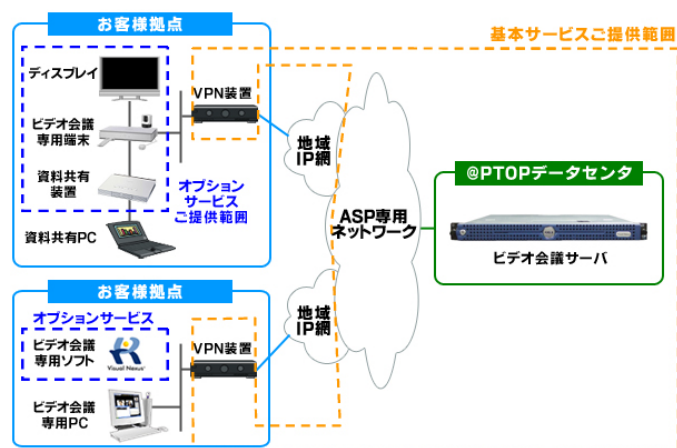 お客様拠点
基本サービスご提供範囲
ディスプレイ
VPN装置
ビデオ会議
専用端末
地域
IP網
資料共有
装置
オプション
サービス
ご提供範囲
資料共有PC
ASP専用
ネットワーク
@PTOPデータセンタ
ビデオ会議サーバ
お客様拠点
オプションサービス
ビデオ会議
専用ソフト
Visual Nexus
VPN装置
地域
IP網
ビデオ会議
専用PC